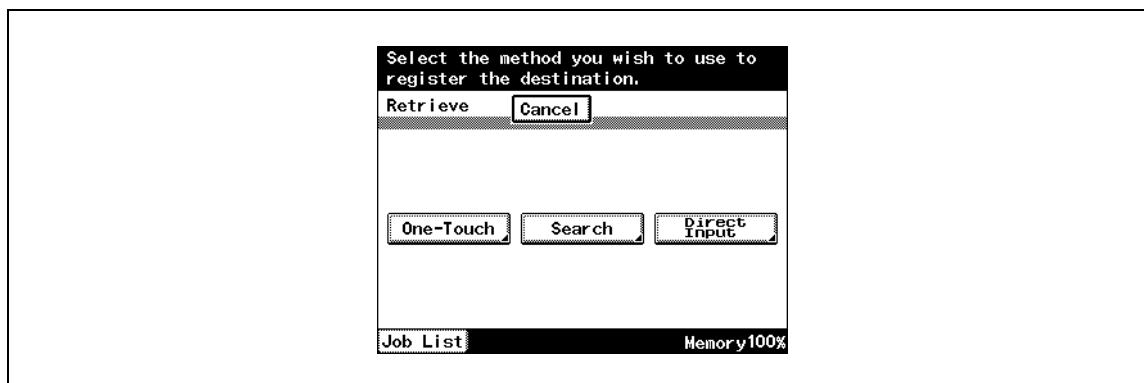 Select the method you wish to use to
register the destination.
Retrieve Cancel
One-Touch Search Direct
Input
Job List Memory100%